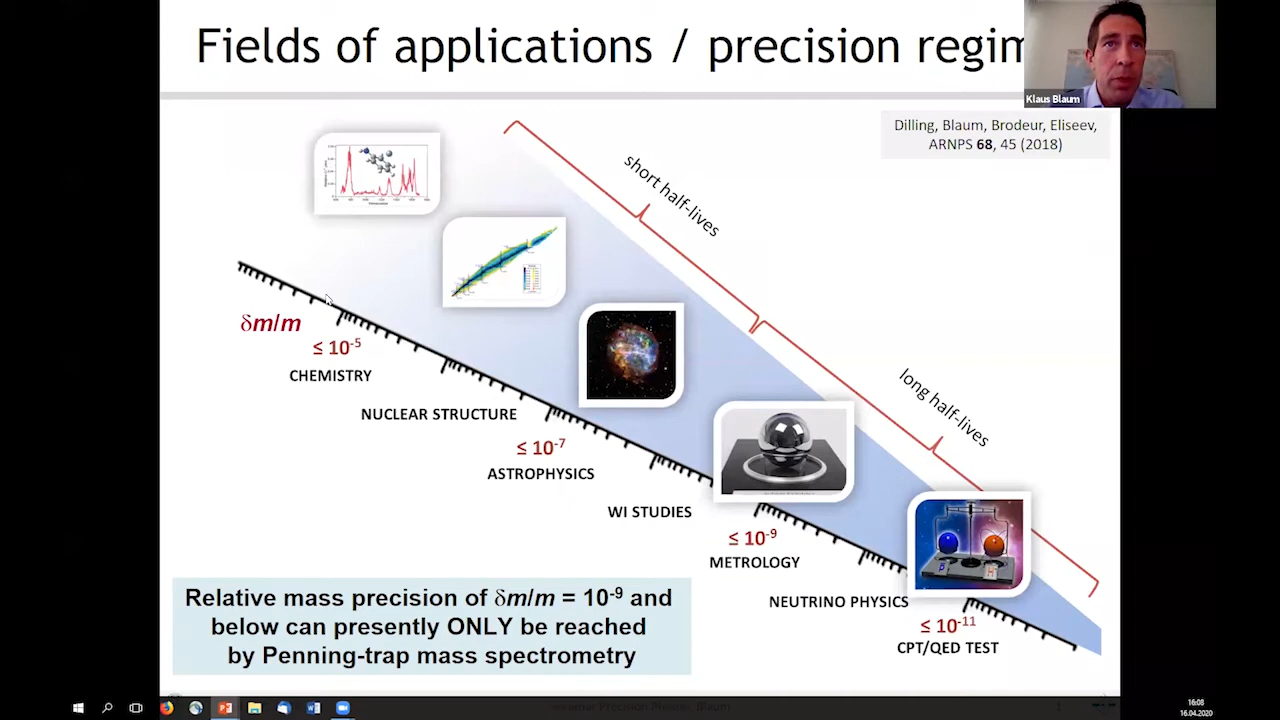 Fields of applications / precision regim
Klaus Blaum
Dilling, Blaum, Brodeur, Eliseev,
ARNPS 68, 45 (2018)
short half-lives
long half-lives
δm/m
≤ 10-5
CHEMISTRY
NUCLEAR STRUCTURE
≤ 10-7
ASTROPHYSICS
WI STUDIES
≤ 10-9
METROLOGY
NEUTRINO PHYSICS
≤ 10-11
CPT/QED TEST
Relative mass precision of δm/m = 10-9 and
below can presently ONLY be reached
by Penning-trap mass spectrometry
16:08
16.04.2020